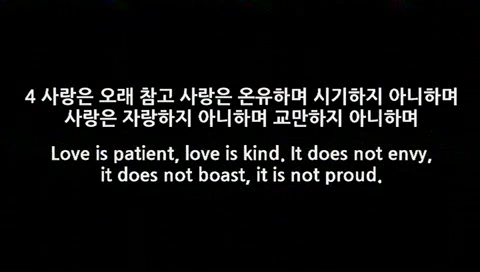 4 사랑은 오래 참고 사랑은 온유하며 시기하지 아니하며
사랑은 자랑하지 아니하며 교만하지 아니하며
Love is patient, love is kind. It does not envy,
it does not boast, it is not proud.